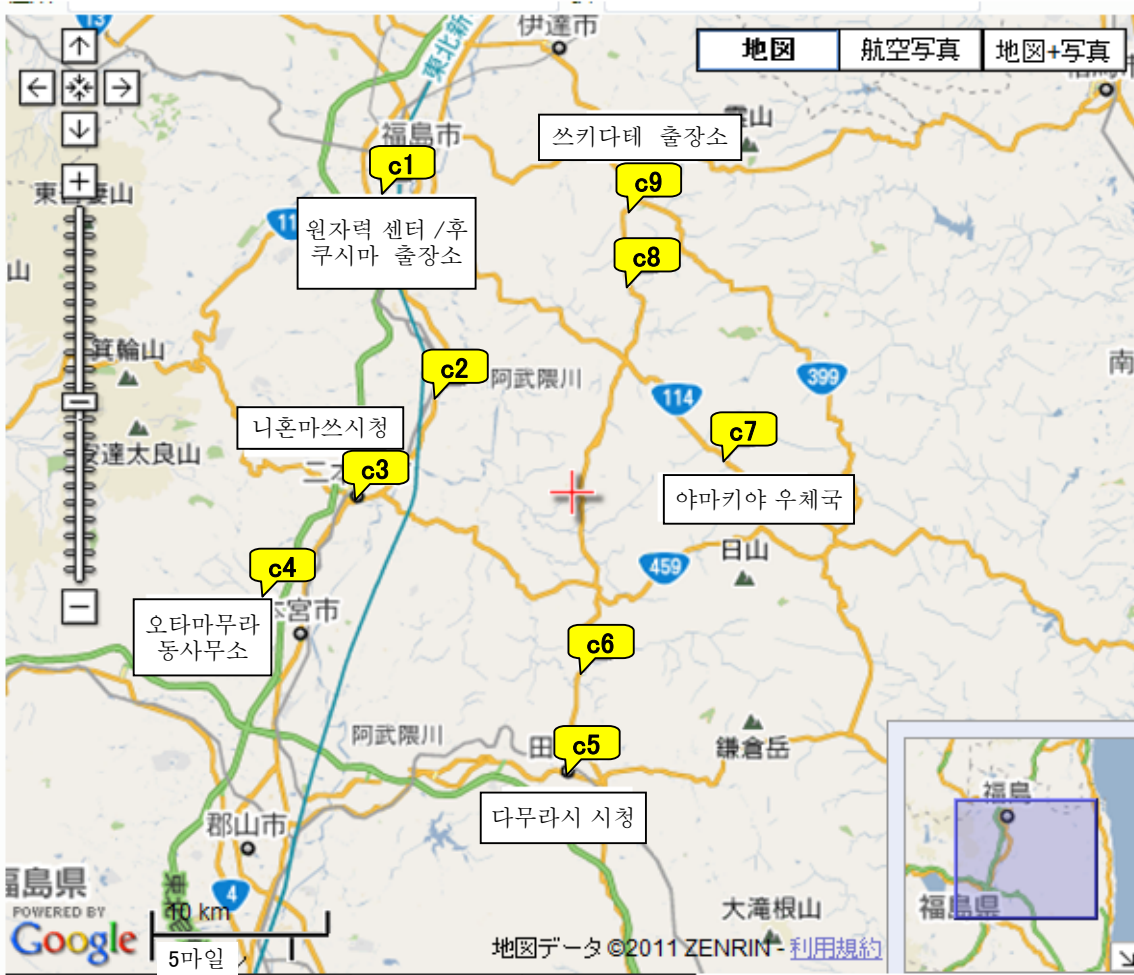 13
東北新
伊達市
地図
航空写真
地図+写真
福島市
霊山
쓰키다테 출장소
c1
c9
원자력 센터 /후
쿠시마 출장소
11
c8
山
箕輪山
c2
阿武隈川
399
南
114
니혼마쓰시청
c7
安達太良山
c3
야마키야 우체국
日山
459
c4
오타마무라
동사무소
宮市
c6
阿武隈川
田
c5
鎌倉岳
다무라시 시청
郡山市
福島
福島県
4
福島県
POWERED BY
Google
10 km
5마일
大滝根山
地図データ ©2011 ZENRIN - 利用規約